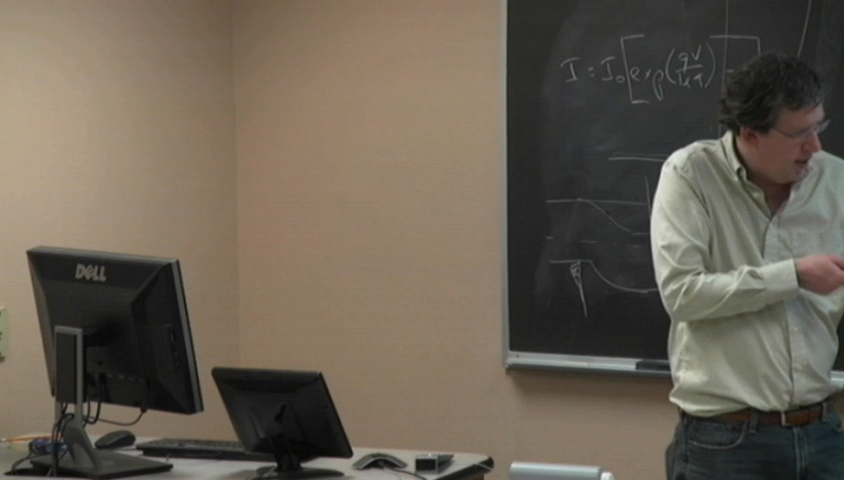 I = I₀[exp(qV/kT) -
DELL